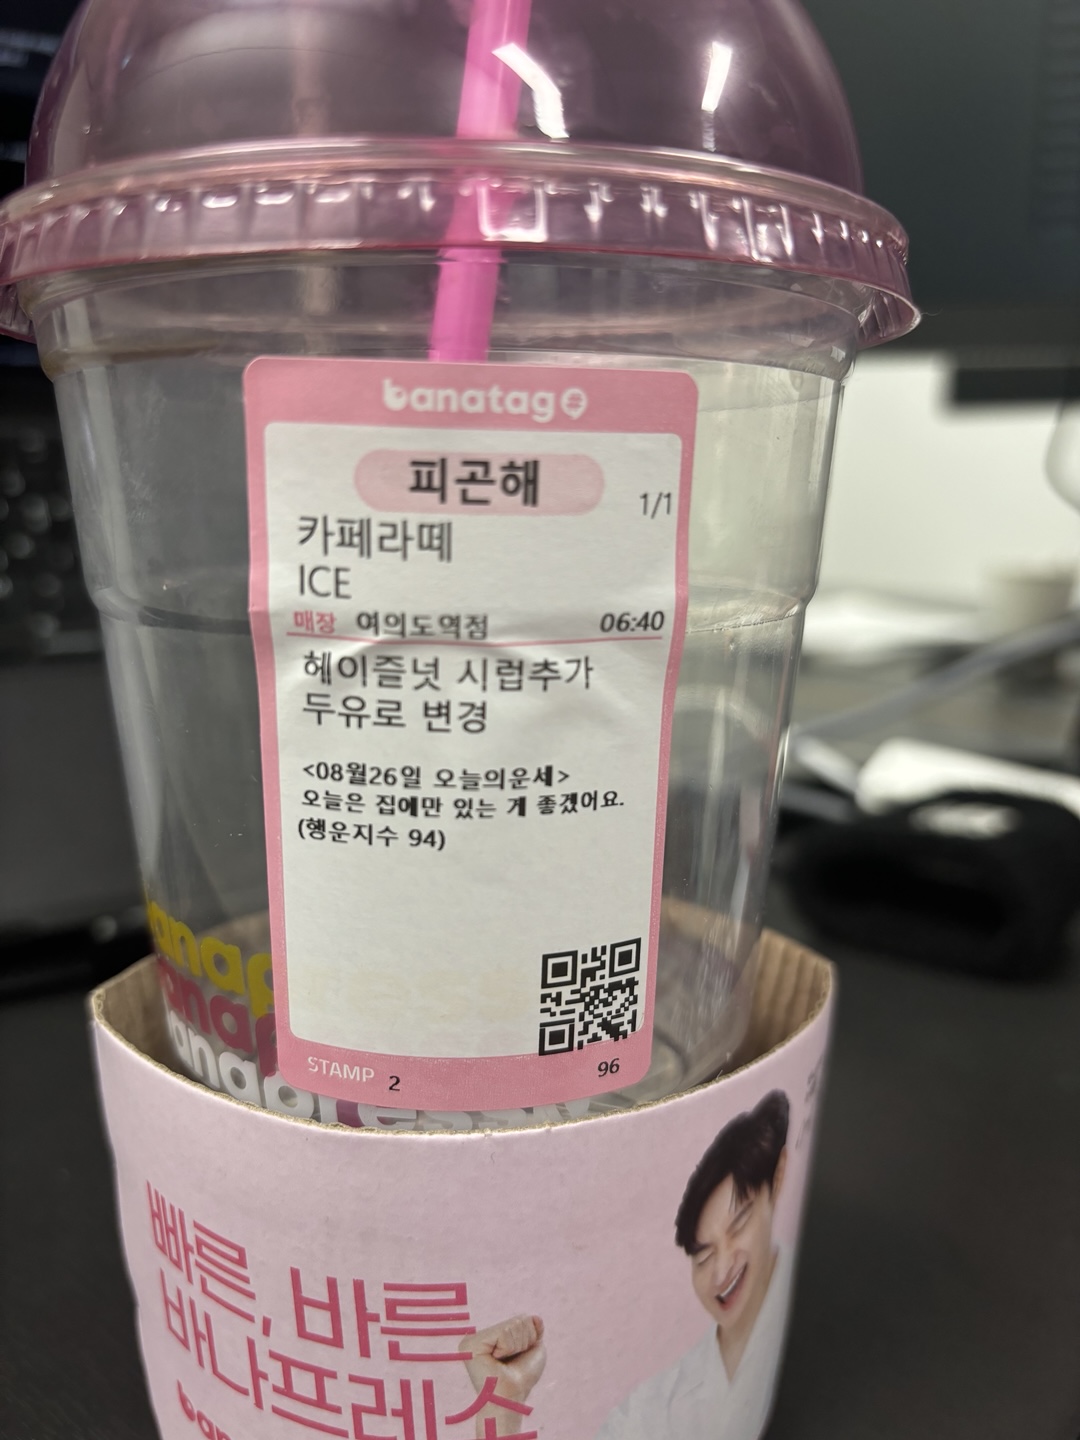 banatag
피곤해
1/1
카페라떼
ICE
매장 여의도역점 06:40
헤이즐넛 시럽추가
두유로 변경
<08월26일 오늘의운세>
오늘은 집에만 있는 게 좋겠어요.
(행운지수 94)
STAMP 2 96
빠른, 바른
바나프레소